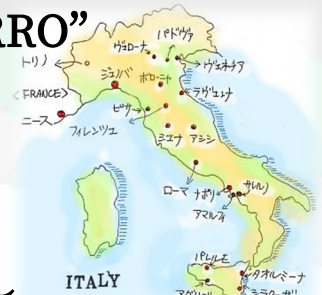 RRO”
パドヴァ
ヴェローナ
トリノ
ヴェネチア
ジェノバ
ボローニャ
ラヴェンナ
<FRANCE>
ピサ
ニース
フィレンツェ
シエナ アシシ
ローマ
ナポリ
サレルノ
アマルフィ
パレルモ
タオルミーナ
ITALY